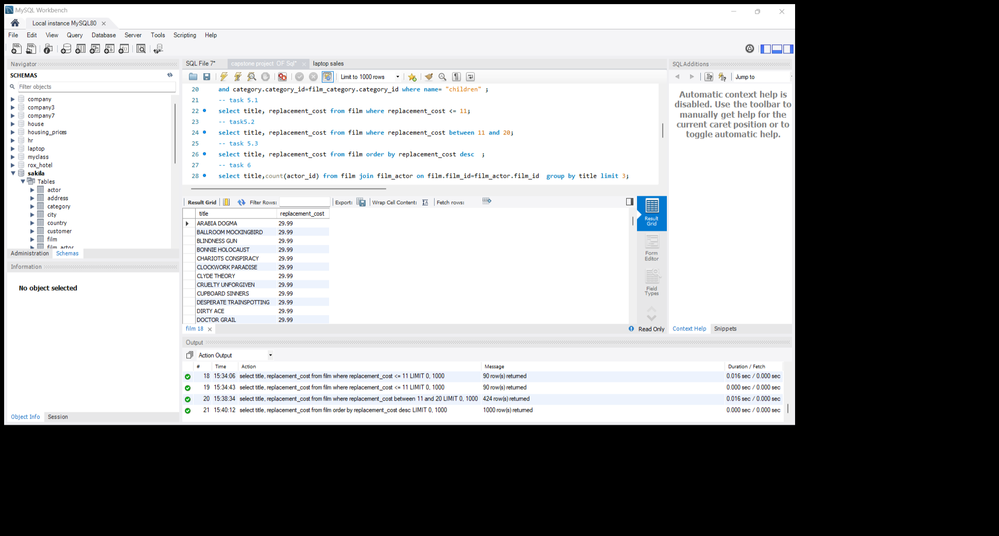 MySQL Workbench
Local instance MySQL80
File Edit View Query Database Server Tools Scripting Help
Navigator
SCHEMAS
Filter objects
company
company3
company7
house
housing_prices
hr
laptop
myclass
rox_hotel
sakila
Tables
actor
address
category
city
country
customer
film
film_actor
Administration Schemas
Information
No object selected
Object Info Session
SQL File 7* capstone project OF Sql* laptop sales
Limit to 1000 rows
20 and category.category_id=film_category.category_id where name= "children" ;
21 -- task 5.1
22 select title, replacement_cost from film where replacement_cost <= 11;
23 -- task5.2
24 select title, replacement_cost from film where replacement_cost between 11 and 20;
25 -- task 5.3
26 select title, replacement_cost from film order by replacement_cost desc ;
27 -- task 6
28 select title,count(actor_id) from film join film_actor on film.film_id=film_actor.film_id group by title limit 3;
Result Grid Filter Rows: Export: Wrap Cell Content: Fetch rows:
title replacement_cost
ARABIA DOGMA 29.99
BALLROOM MOCKINGBIRD 29.99
BLINDNESS GUN 29.99
BONNIE HOLOCAUST 29.99
CHARIOTS CONSPIRACY 29.99
CLOCKWORK PARADISE 29.99
CLYDE THEORY 29.99
CRUELTY UNFORGIVEN 29.99
CUPBOARD SINNERS 29.99
DESPERATE TRAINSPOTTING 29.99
DIRTY ACE 29.99
DOCTOR GRAIL 29.99
Result
Grid
Form
Editor
Field
Types
film 18
Read Only
Output
Action Output
# Time Action Message Duration / Fetch
18 15:34:06 select title, replacement_cost from film where replacement_cost <= 11 LIMIT 0, 1000 90 row(s) returned 0.016 sec / 0.000 sec
19 15:34:43 select title, replacement_cost from film where replacement_cost <= 11 LIMIT 0, 1000 90 row(s) returned 0.000 sec / 0.000 sec
20 15:38:34 select title, replacement_cost from film where replacement_cost between 11 and 20 LIMIT 0, 1000 424 row(s) returned 0.016 sec / 0.000 sec
21 15:40:12 select title, replacement_cost from film order by replacement_cost desc LIMIT 0, 1000 1000 row(s) returned 0.000 sec / 0.000 sec
SQLAdditions
Jump to
Automatic context help is
disabled. Use the toolbar to
manually get help for the
current caret position or to
toggle automatic help.
Context Help Snippets